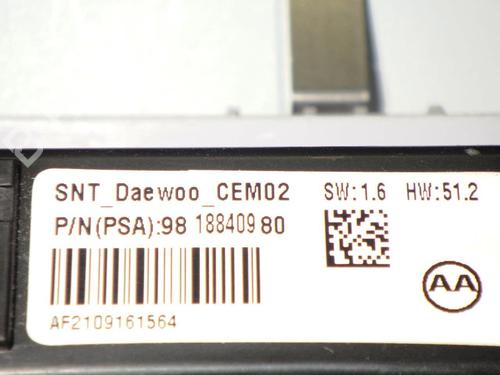 SNT_Daewoo_CEM02 SW:1.6 HW:51.2
P/N(PSA):98 188409 80
AA
AF2109161564